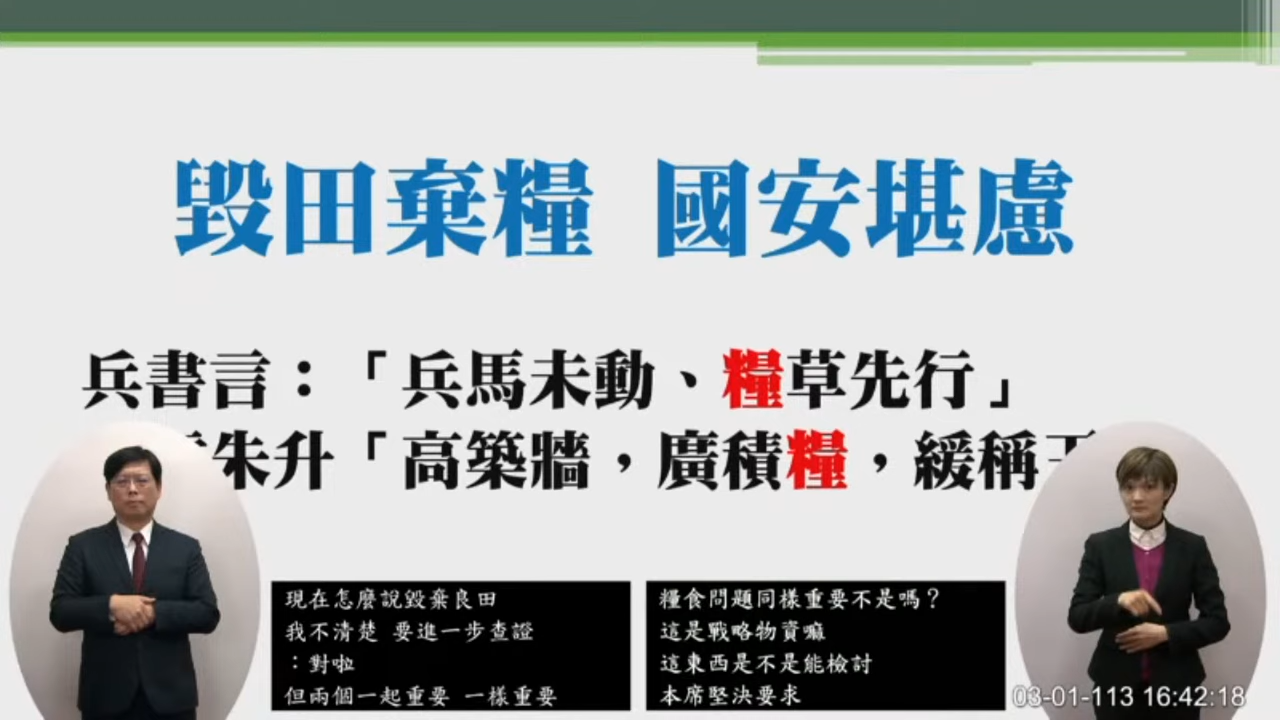 毀田棄糧 國安堪慮
兵書言：「兵馬未動、糧草先行」
朱升「高築牆，廣積糧，緩稱王
現在怎麼說毀棄良田
我不清楚 要進一步查證
：對啦
但兩個一起重要 一樣重要
糧食問題同樣重要不是嗎？
這是戰略物資嘛
這東西是不是能檢討
本席堅決要求
03-01-113 16:42:18